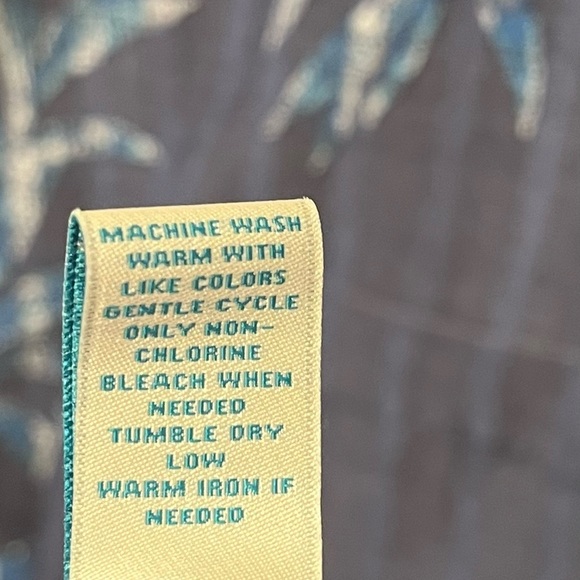 MACHINE WASH
WARM WITH
LIKE COLORS
GENTLE CYCLE
ONLY NON-
CHLORINE
BLEACH WHEN
NEEDED
TUMBLE DRY
LOW
WARM IRON IF
NEEDED